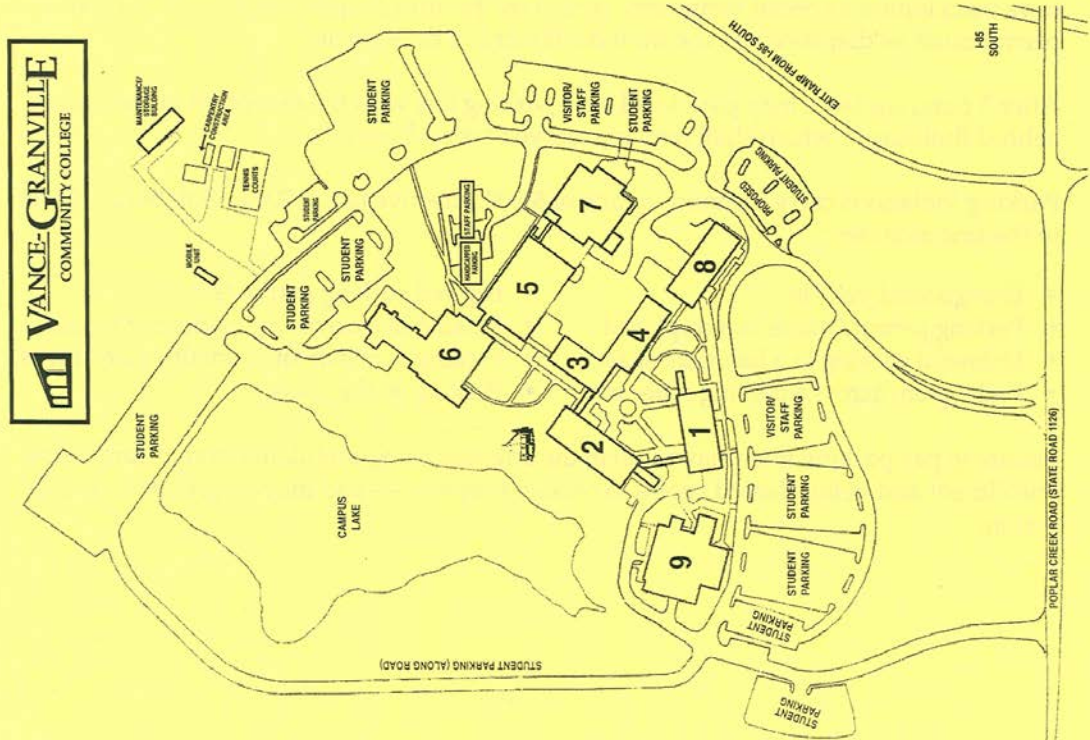 VANCE-GRANVILLE
COMMUNITY COLLEGE
MAINTENANCE/
STORAGE
BUILDING
CARPENTRY
CONSTRUCTION
AREA
TENNIS
COURTS
MOBILE
UNIT
STUDENT
PARKING
STUDENT
PARKING
STUDENT
PARKING
STUDENT
PARKING
STUDENT
PARKING
STAFF PARKING
HANDICAPPED
PARKING
VISITOR/
STAFF
PARKING
STUDENT
PARKING
EXIT RAMP FROM I-85 SOUTH
I-85
SOUTH
PROPOSED
STUDENT PARKING
CAMPUS
LAKE
6
5
7
3
4
8
2
1
9
VISITOR/
STAFF
PARKING
STUDENT
PARKING
STUDENT
PARKING
STUDENT
PARKING
STUDENT
PARKING
STUDENT PARKING (ALONG ROAD)
POPLAR CREEK ROAD (STATE ROAD 1126)